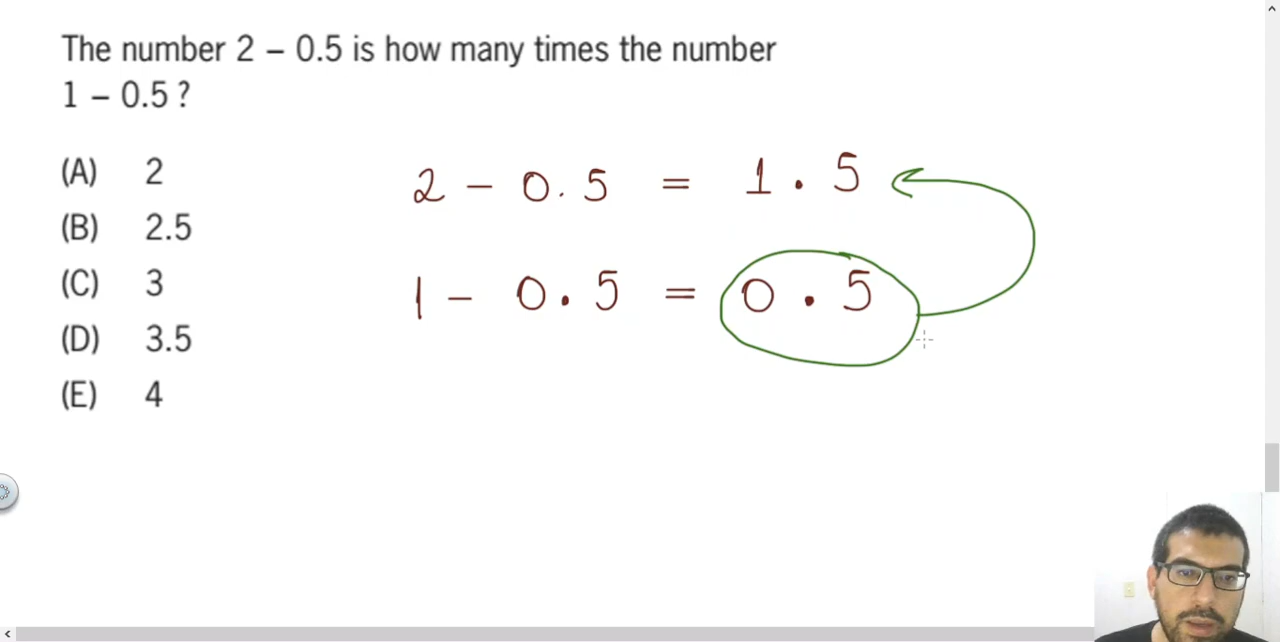 The number 2 – 0.5 is how many times the number
1 – 0.5 ?
(A) 2
(B) 2.5
(C) 3
(D) 3.5
(E) 4
2 – 0.5 = 1.5
1 – 0.5 = 0.5